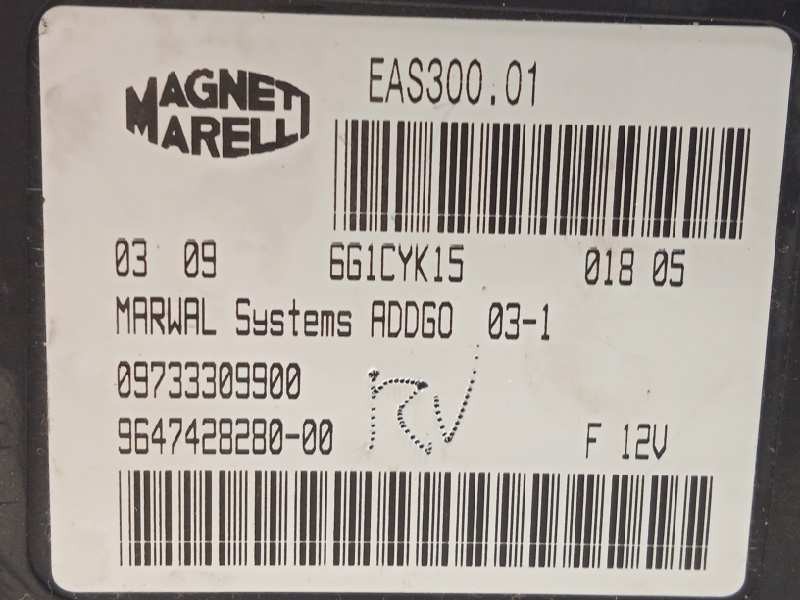 MAGNETI
MARELLI
EAS300.01
03 09 6G1CYK15 018 05
MARWAL Systems ADDGO 03-1
09733309900
9647428280-00 F 12V